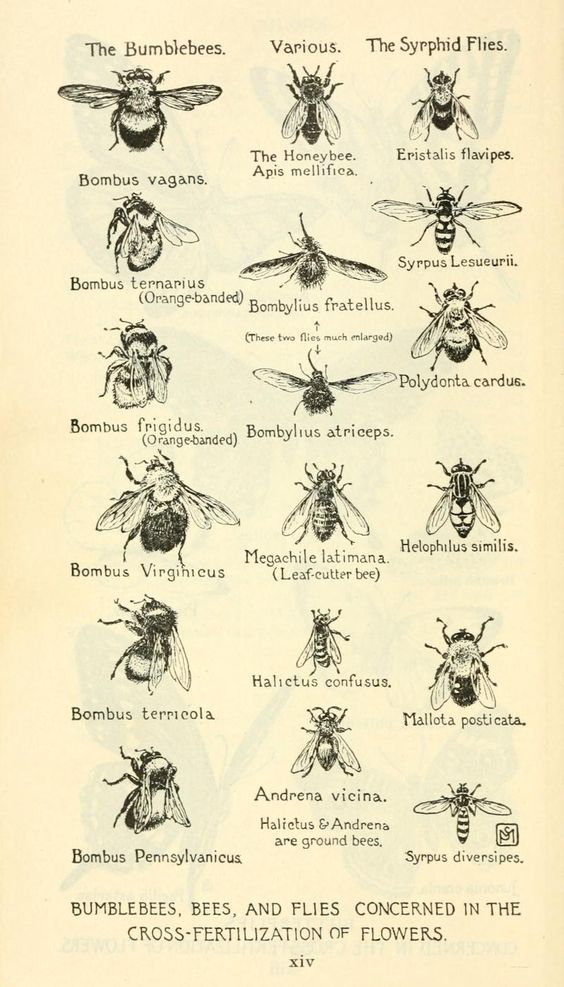 The Bumblebees.
Various.
The Syrphid Flies.
Bombus vagans.
Bombus ternarius
(Orange-banded)
Bombus frigidus.
(Orange-banded)
Bombus Virginicus
Bombus terricola
Bombus Pennsylvanicus.
The Honeybee.
Apis mellifica.
Bombylius fratellus.
↑
(These two flies much enlarged)
↓
Bombylius atriceps.
Megachile latimana.
(Leaf-cutter bee)
Halictus confusus.
Andrena vicina.
Halictus & Andrena
are ground bees.
Eristalis flavipes.
Syrpus Lesueurii.
Polydonta cardus.
Helophilus similis.
Mallota posticata.
Syrpus diversipes.
BUMBLEBEES, BEES, AND FLIES CONCERNED IN THE
CROSS-FERTILIZATION OF FLOWERS.
xiv